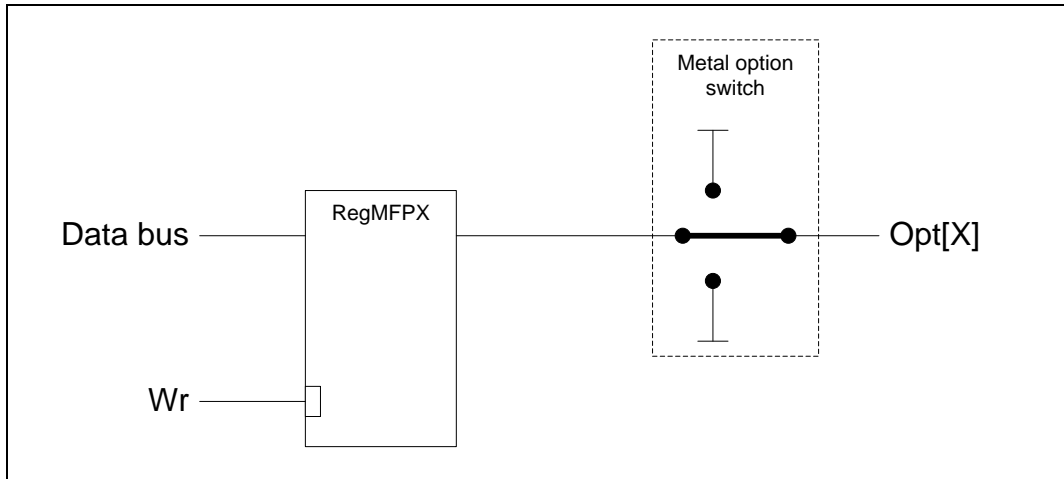 Metal option
switch
RegMFPX
Data bus
Opt[X]
Wr